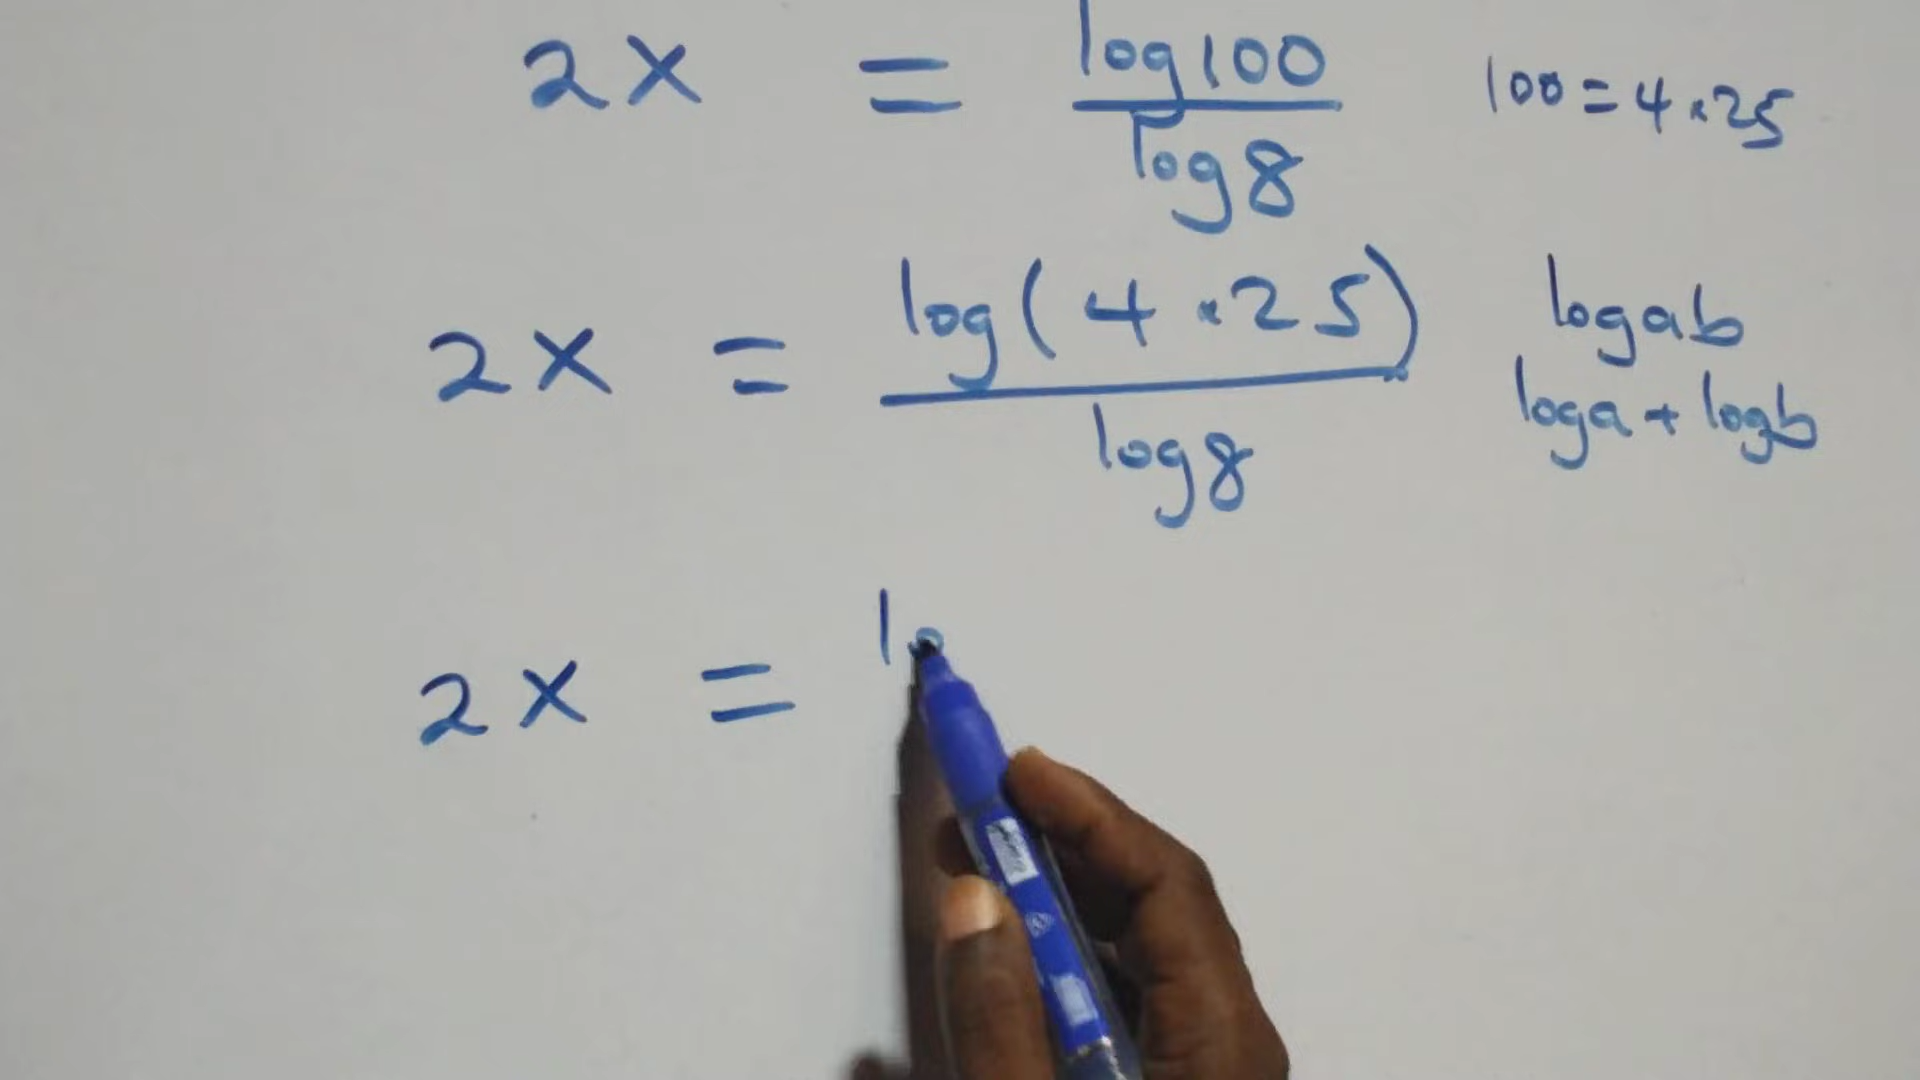 2x = log100 / log8
100 = 4×25
2x = log(4×25) / log8
logab
loga + logb
2x = lo